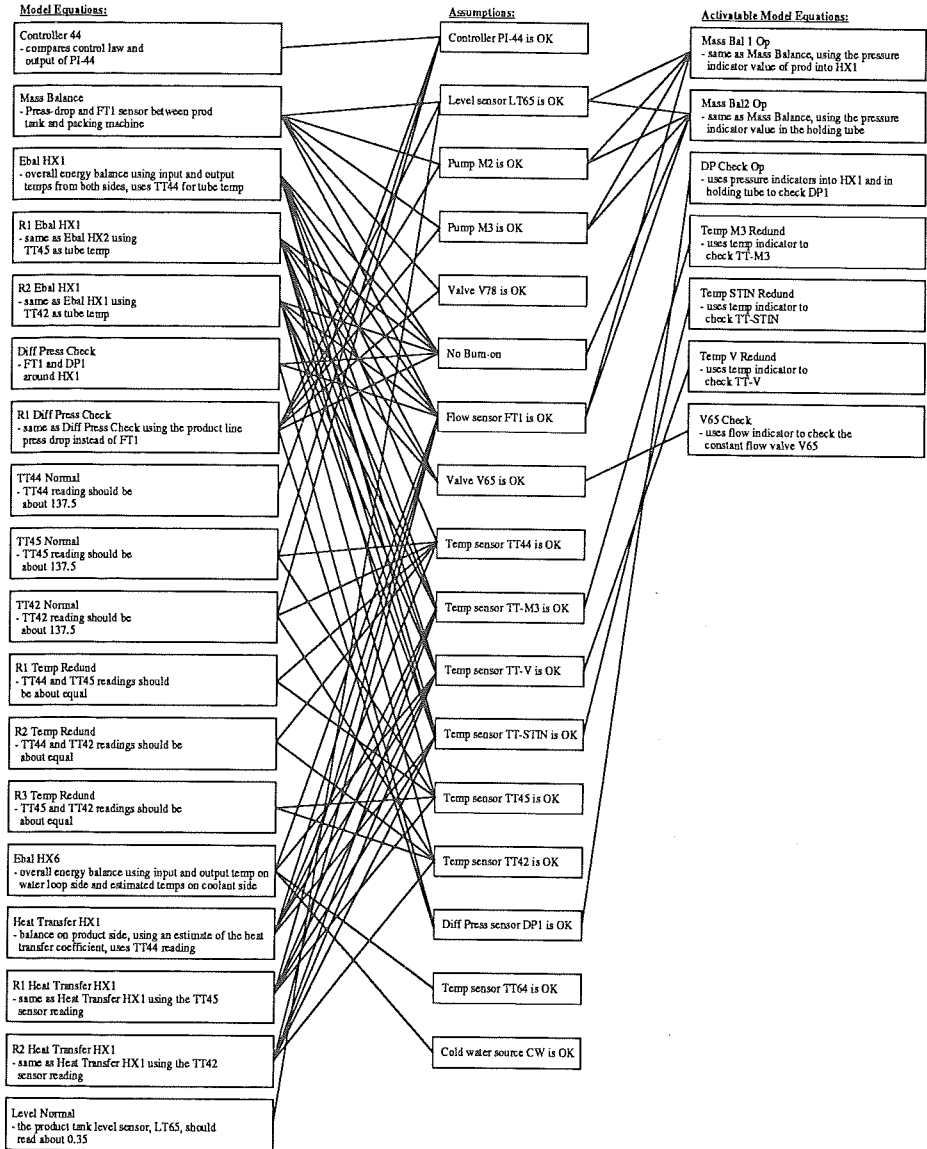 Model Equations:
Controller 44
- compares control law and
output of PI-44
Mass Balance
- Press-drop and FT1 sensor between prod
tank and packing machine
Ebal HX1
- overall energy balance using input and output
temps from both sides, uses TT44 for tube temp
R1 Ebal HX1
- same as Ebal HX2 using
TT45 as tube temp
R2 Ebal HX1
- same as Ebal HX1 using
TT42 as tube temp
Diff Press Check
- FT1 and DP1
around HX1
R1 Diff Press Check
- same as Diff Press Check using the product line
press drop instead of FT1
TT44 Normal
- TT44 reading should be
about 137.5
TT45 Normal
- TT45 reading should be
about 137.5
TT42 Normal
- TT42 reading should be
about 137.5
R1 Temp Redund
- TT44 and TT45 readings should
be about equal
R2 Temp Redund
- TT44 and TT42 readings should be
about equal
R3 Temp Redund
- TT45 and TT42 readings should be
about equal
Ebal HX6
- overall energy balance using input and output temp on
water loop side and estimated temps on coolant side
Heat Transfer HX1
- balance on product side, using an estimate of the heat
transfer coefficient, uses TT44 reading
R1 Heat Transfer HX1
- same as Heat Transfer HX1 using the TT45
sensor reading
R2 Heat Transfer HX1
- same as Heat Transfer HX1 using the TT42
sensor reading
Level Normal
- the product tank level sensor, LT65, should
read about 0.35
Assumptions:
Controller PI-44 is OK
Level sensor LT65 is OK
Pump M2 is OK
Pump M3 is OK
Valve V78 is OK
No Burn-on
Flow sensor FT1 is OK
Valve V65 is OK
Temp sensor TT44 is OK
Temp sensor TT-M3 is OK
Temp sensor TT-V is OK
Temp sensor TT-STIN is OK
Temp sensor TT45 is OK
Temp sensor TT42 is OK
Diff Press sensor DP1 is OK
Temp sensor TT64 is OK
Cold water source CW is OK
Activatable Model Equations:
Mass Bal 1 Op
- same as Mass Balance, using the pressure
indicator value of prod into HX1
Mass Bal2 Op
- same as Mass Balance, using the pressure
indicator value in the holding tube
DP Check Op
- uses pressure indicators into HX1 and in
holding tube to check DP1
Temp M3 Redund
- uses temp indicator to
check TT-M3
Temp STIN Redund
- uses temp indicator to
check TT-STIN
Temp V Redund
- uses temp indicator to
check TT-V
V65 Check
- uses flow indicator to check the
constant flow valve V65